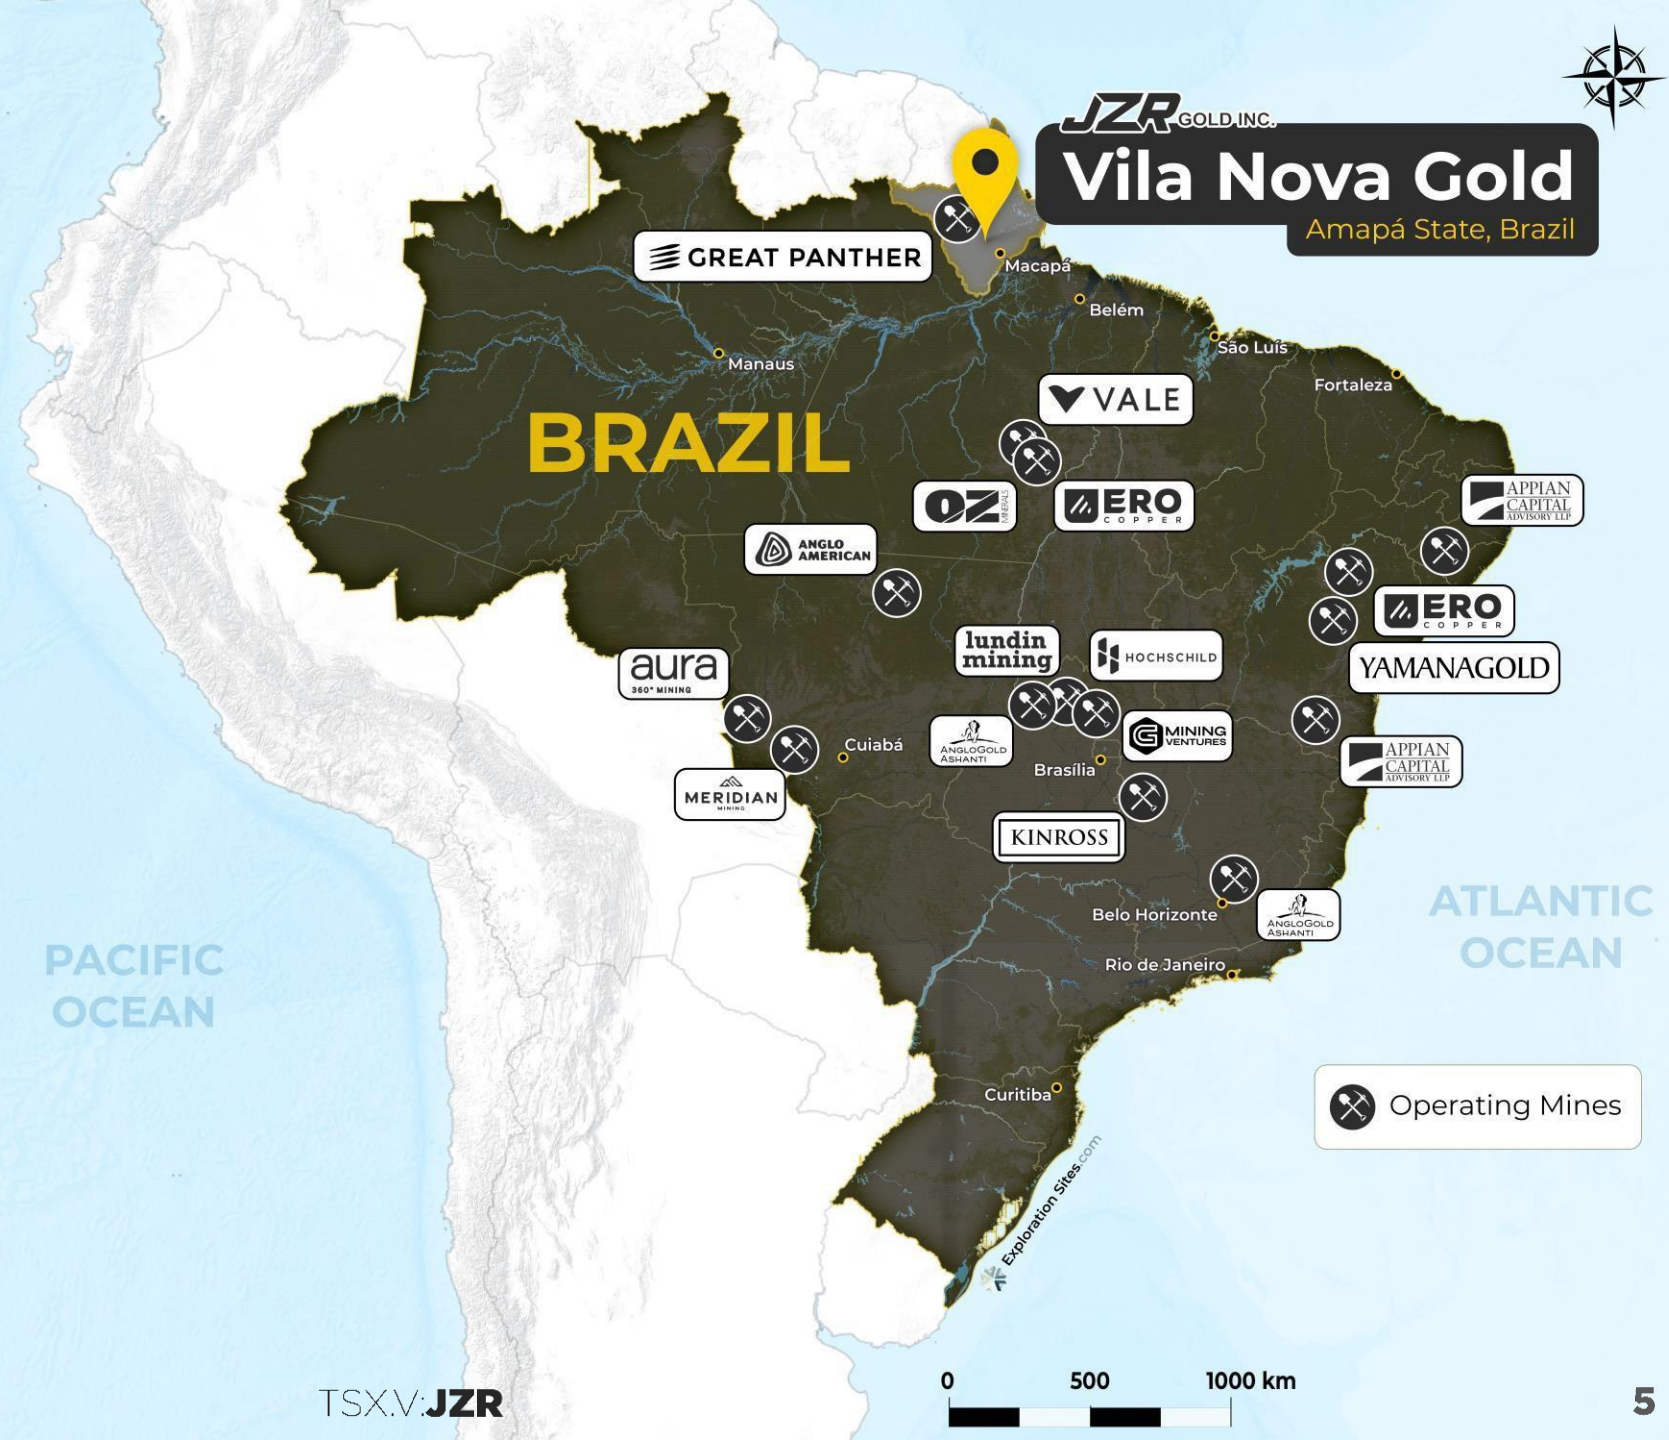 JZR GOLD INC.
Vila Nova Gold
Amapá State, Brazil
GREAT PANTHER
Macapá
Belém
São Luís
Manaus
Fortaleza
VALE
BRAZIL
OZ MINERALS
ERO
COPPER
APPIAN
CAPITAL
ADVISORY LLP
ANGLO
AMERICAN
ERO
COPPER
lundin
mining
HOCHSCHILD
aura
360° MINING
YAMANAGOLD
ANGLOGOLD
ASHANTI
G MINING
VENTURES
Cuiabá
Brasília
APPIAN
CAPITAL
ADVISORY LLP
MERIDIAN
MINING
KINROSS
Belo Horizonte
ANGLOGOLD
ASHANTI
Rio de Janeiro
ATLANTIC
OCEAN
PACIFIC
OCEAN
Curitiba
Operating Mines
Exploration Sites.com
0 500 1000 km
TSX.V:JZR
5